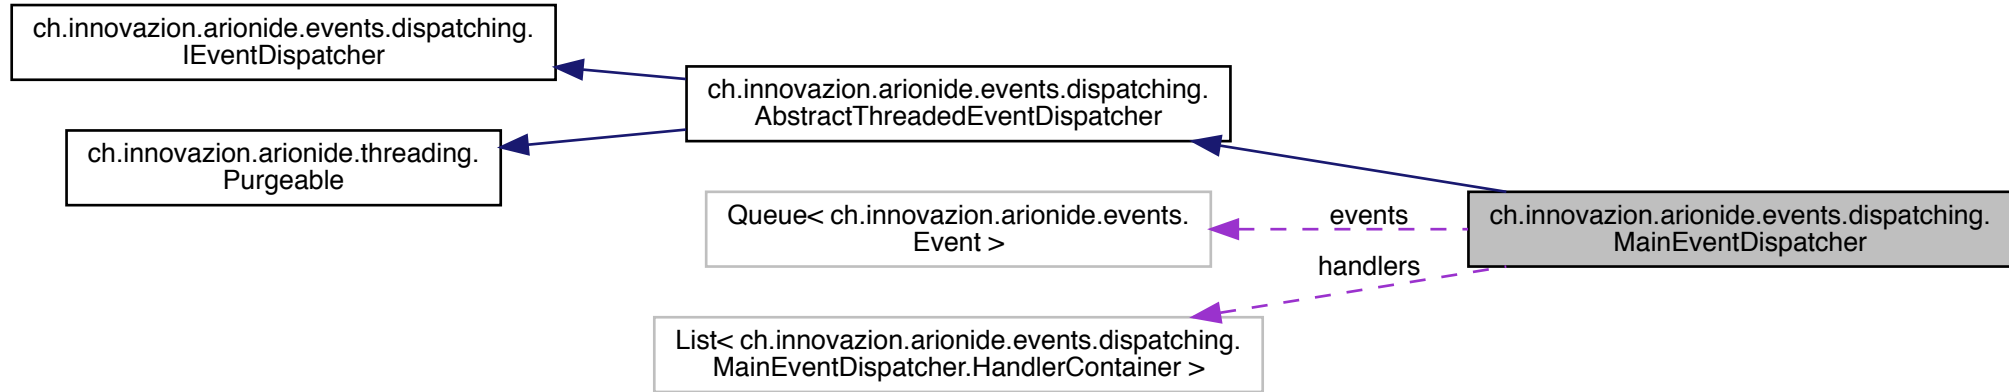 ch.innovazion.arionide.events.dispatching.
IEventDispatcher
ch.innovazion.arionide.threading.
Purgeable
ch.innovazion.arionide.events.dispatching.
AbstractThreadedEventDispatcher
Queue< ch.innovazion.arionide.events.
Event >
List< ch.innovazion.arionide.events.dispatching.
MainEventDispatcher.HandlerContainer >
events
handlers
ch.innovazion.arionide.events.dispatching.
MainEventDispatcher